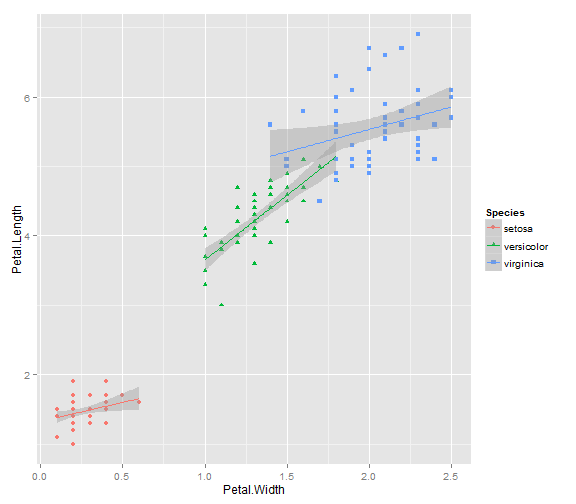 6
4
2
0.0 0.5 1.0 1.5 2.0 2.5
Petal.Width
Petal.Length
Species
setosa
versicolor
virginica